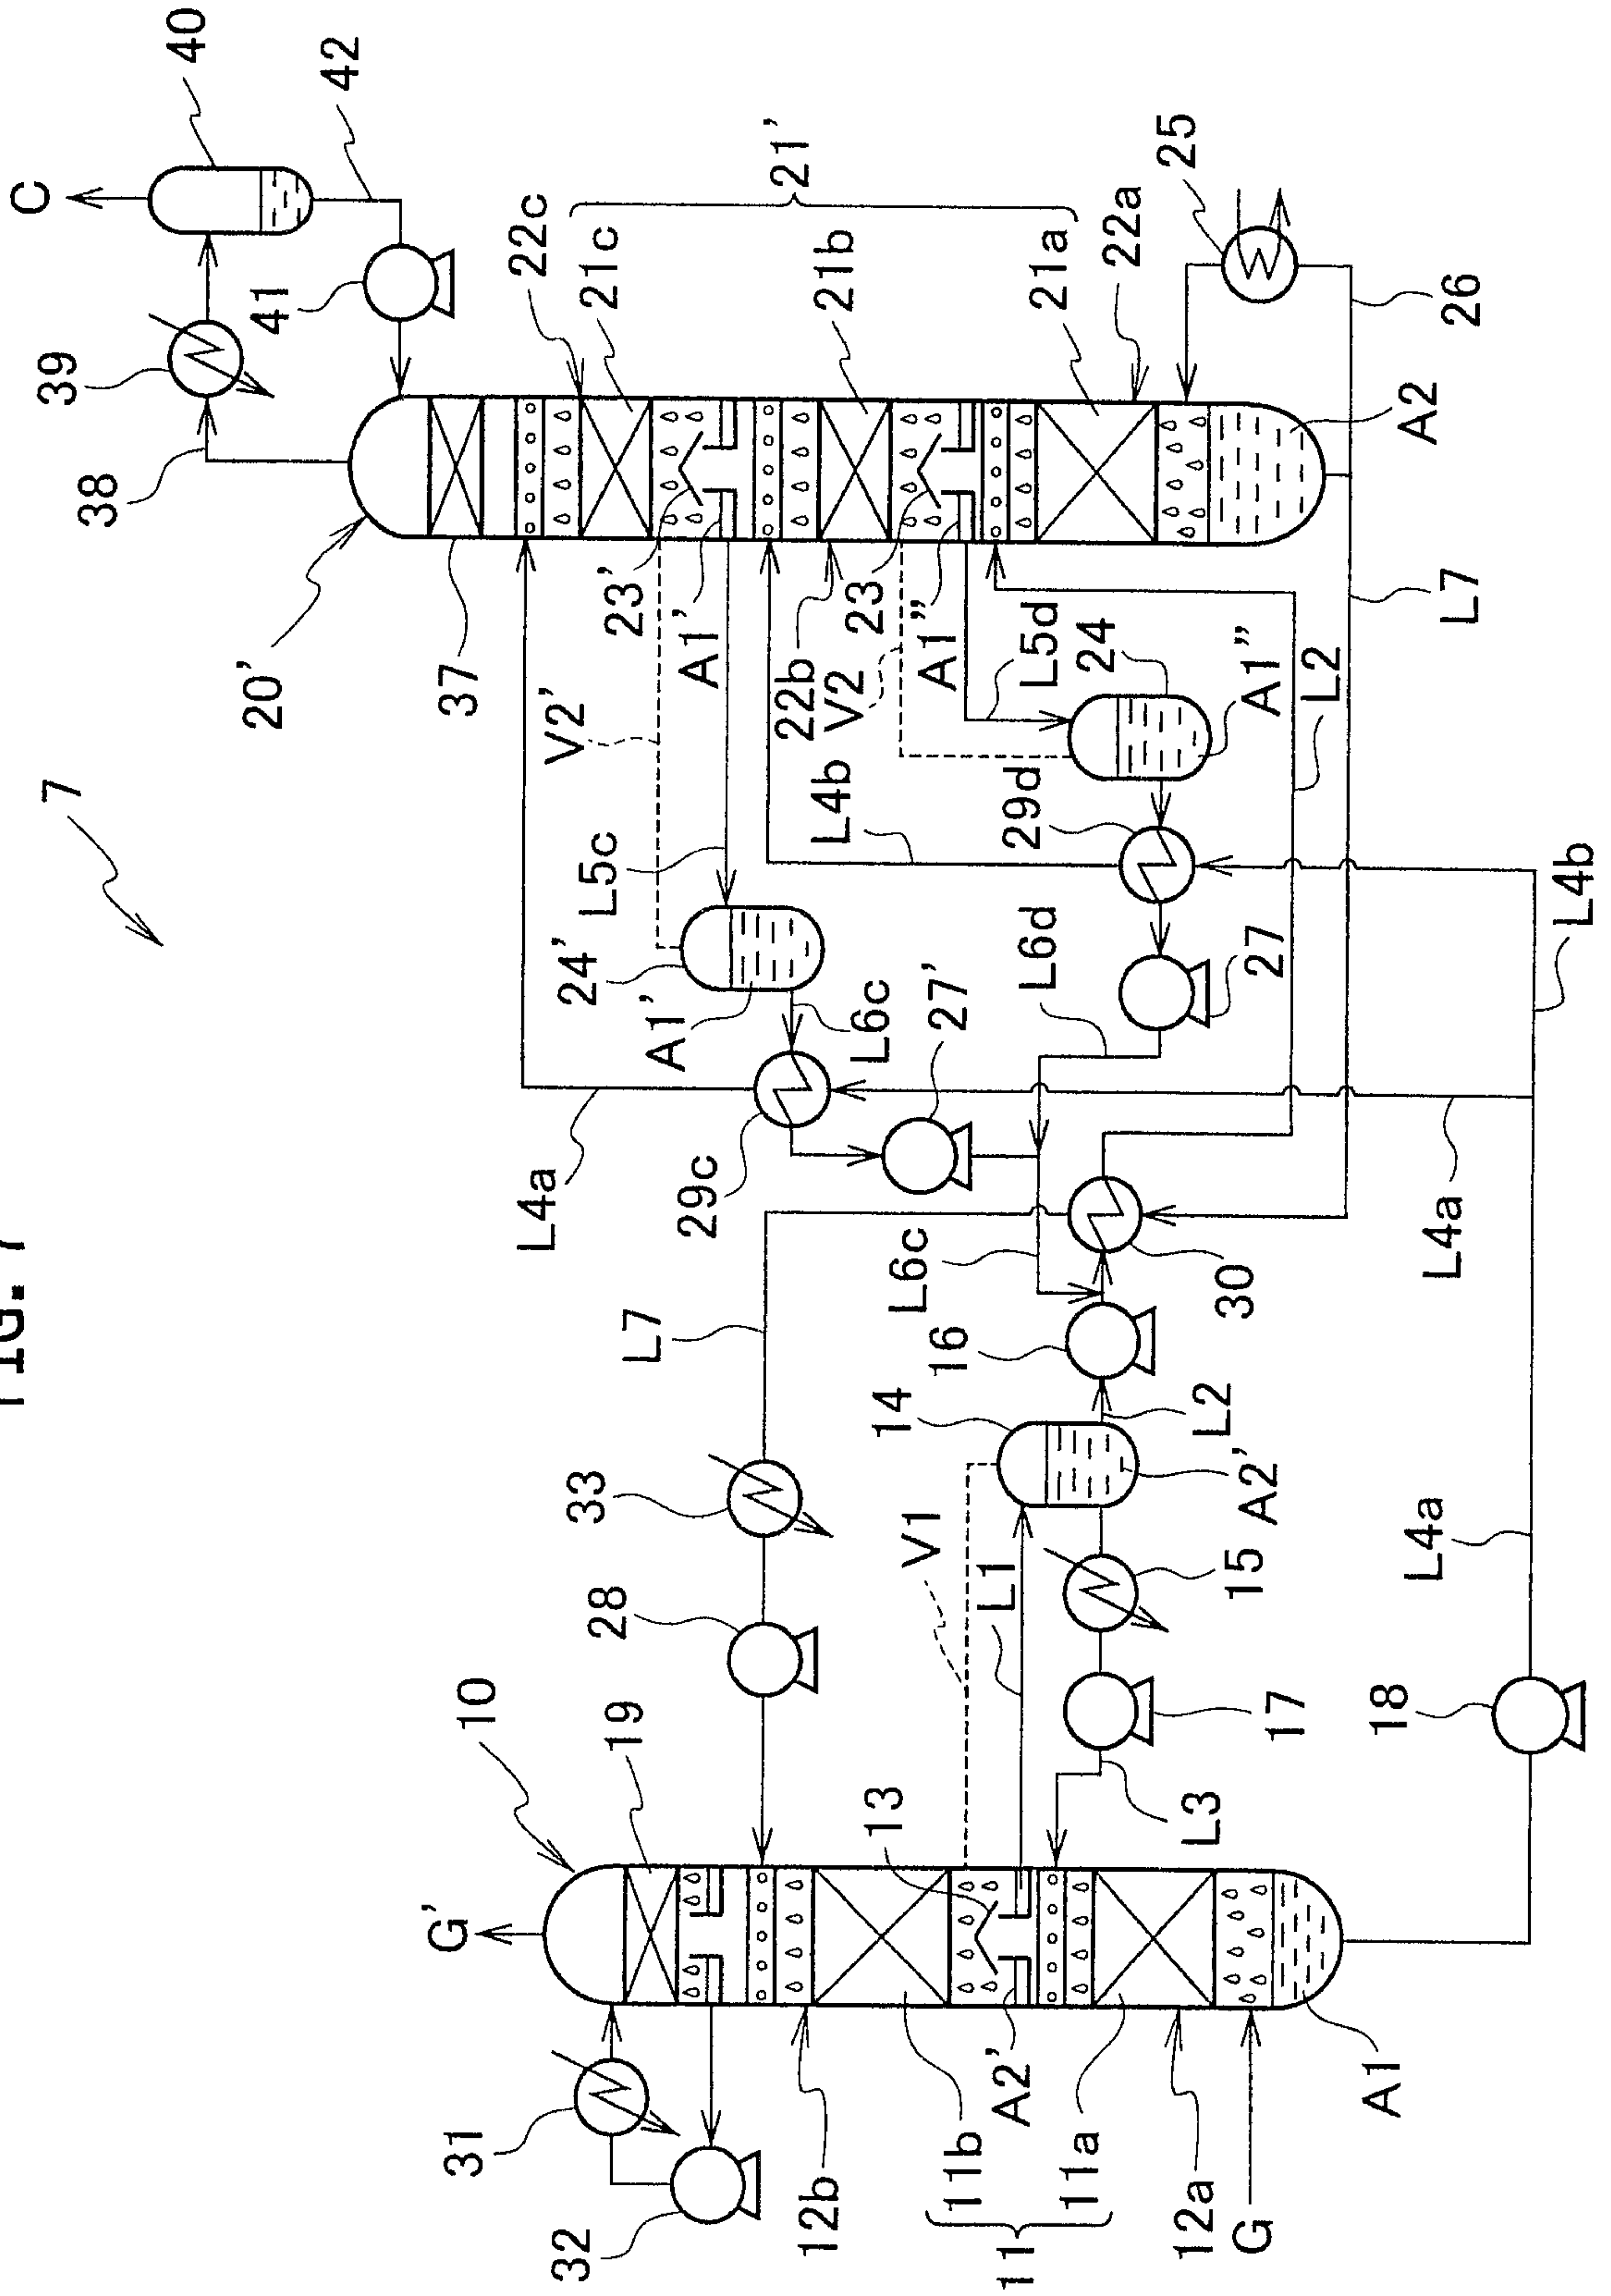 FIG. 7
7
C
40
42
39
41
38
20'
37
22c
21c
21'
21b
22a
21a
25
26
A2
L7
23'
A1'
V2'
22b
V2
23
A1''
L5d
24
A1''
L2
L4b
29d
L5c
24'
A1'
L6c
27'
L6d
27
L4b
L4a
29c
L6c
30
L4a
L7
16
14
L2
A2'
33
V1
L1
15
28
17
L3
L4a
18
10
19
13
G'
31
32
12b
11b
11
11a
A2'
12a
G
A1